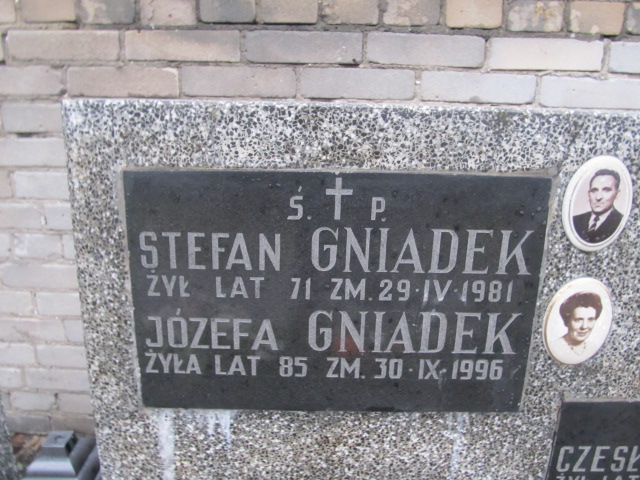 Ś. P.
STEFAN GNIADEK
ŻYŁ LAT 71 ZM. 29·IV·1981
JÓZEFA GNIADEK
ŻYŁA LAT 85 ZM. 30·IX·1996